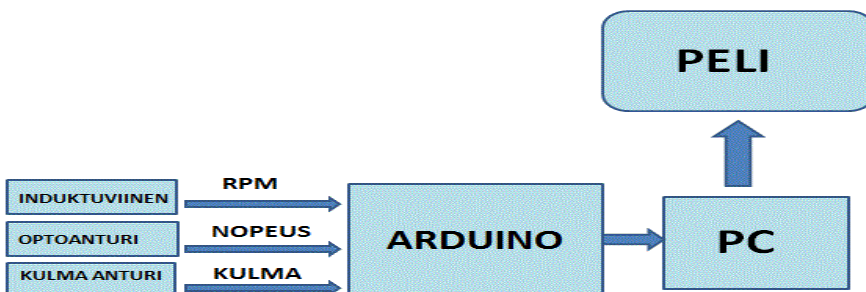 PELI
INDUKTUVIINEN
RPM
OPTOANTURI
NOPEUS
KULMA ANTURI
KULMA
ARDUINO
PC